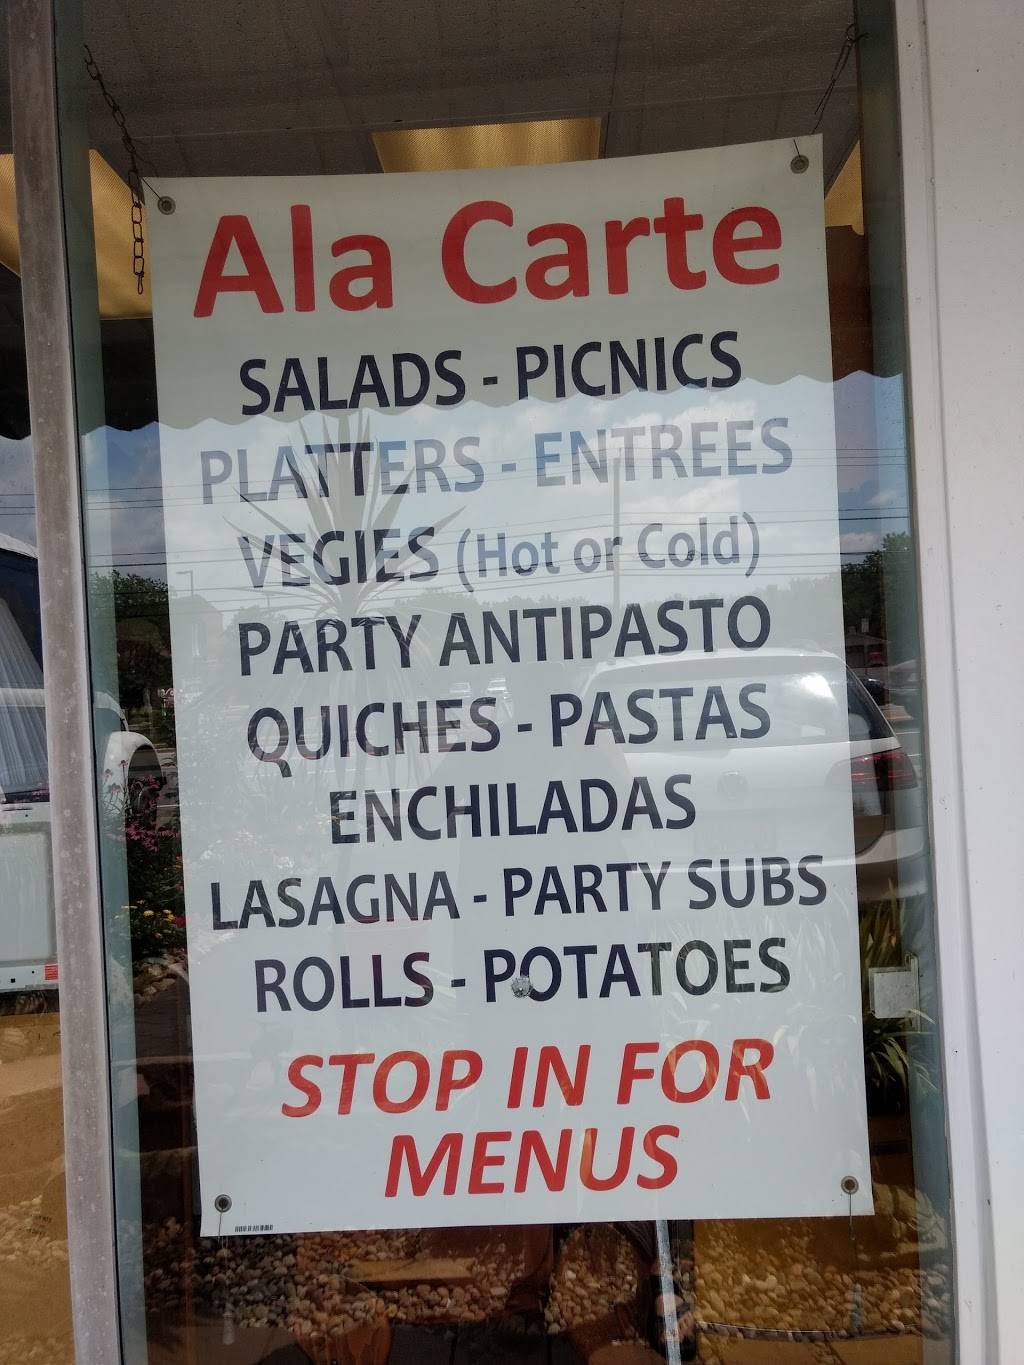 Ala Carte
SALADS - PICNICS
PLATTERS - ENTREES
VEGIES (Hot or Cold)
PARTY ANTIPASTO
QUICHES - PASTAS
ENCHILADAS
LASAGNA - PARTY SUBS
ROLLS - POTATOES
STOP IN FOR
MENUS